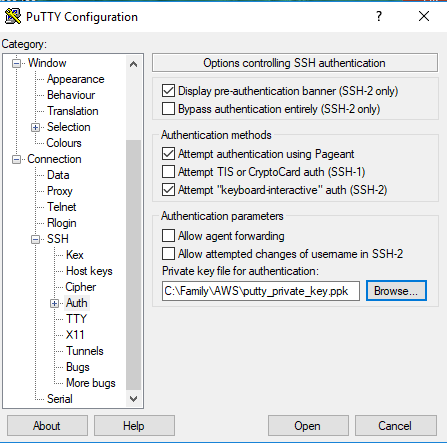 PuTTY Configuration
?
Category:
Window
Appearance
Behaviour
Translation
Selection
Colours
Connection
Data
Proxy
Telnet
Rlogin
SSH
Kex
Host keys
Cipher
Auth
TTY
X11
Tunnels
Bugs
More bugs
Serial
Options controlling SSH authentication
Display pre-authentication banner (SSH-2 only)
Bypass authentication entirely (SSH-2 only)
Authentication methods
Attempt authentication using Pageant
Attempt TIS or CryptoCard auth (SSH-1)
Attempt "keyboard-interactive" auth (SSH-2)
Authentication parameters
Allow agent forwarding
Allow attempted changes of username in SSH-2
Private key file for authentication:
C:\Family\AWS\putty_private_key.ppk
Browse...
About
Help
Open
Cancel